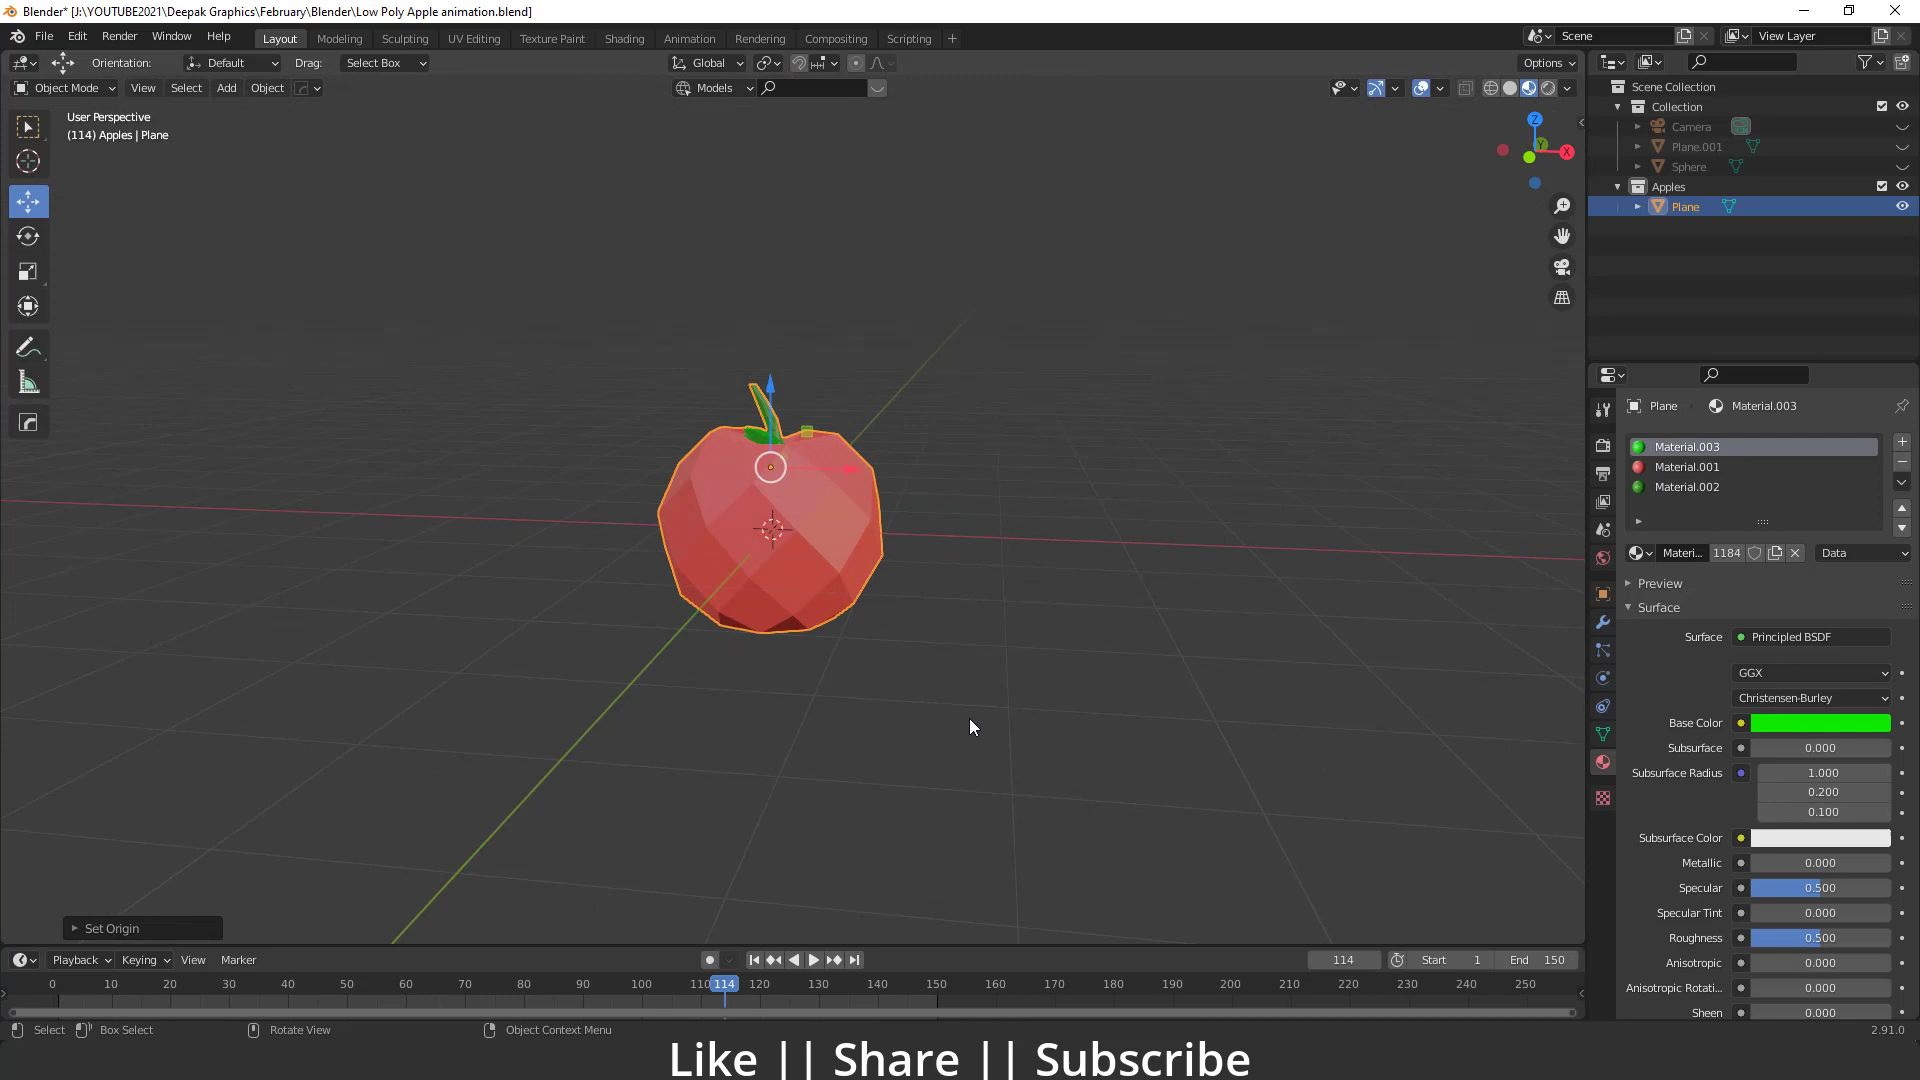 Blender* [J:\YOUTUBE2021\Deepak Graphics\February\Blender\Low Poly Apple animation.blend]
File Edit Render Window Help Layout Modeling Sculpting UV Editing Texture Paint Shading Animation Rendering Compositing Scripting + Scene View Layer
Orientation: Default Drag: Select Box Global Options
Object Mode View Select Add Object Models
User Perspective
(114) Apples | Plane
Z
Y
X
Scene Collection
Collection
Camera
Plane.001
Sphere
Apples
Plane
Plane Material.003
Material.003
Material.001
Material.002
Materi... 1184 Data
Preview
Surface
Surface Principled BSDF
GGX
Christensen-Burley
Base Color
Subsurface 0.000
Subsurface Radius 1.000
0.200
0.100
Subsurface Color
Metallic 0.000
Specular 0.500
Specular Tint 0.000
Roughness 0.500
Anisotropic 0.000
Anisotropic Rotati... 0.000
Sheen 0.000
Set Origin
Playback Keying View Marker 114 Start 1 End 150
0 10 20 30 40 50 60 70 80 90 100 110 114 120 130 140 150 160 170 180 190 200 210 220 230 240 250
Select Box Select Rotate View Object Context Menu 2.91.0
Like || Share || Subscribe